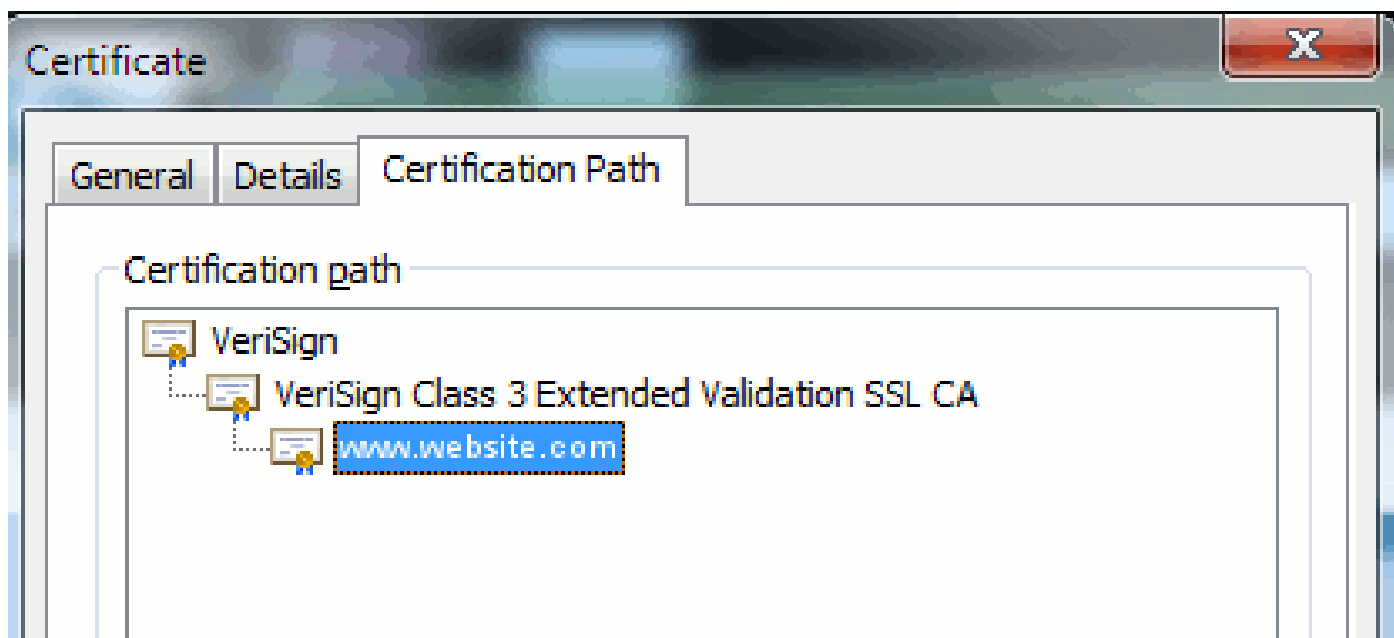 Certificate
General Details Certification Path
Certification path
VeriSign
VeriSign Class 3 Extended Validation SSL CA
www.website.com